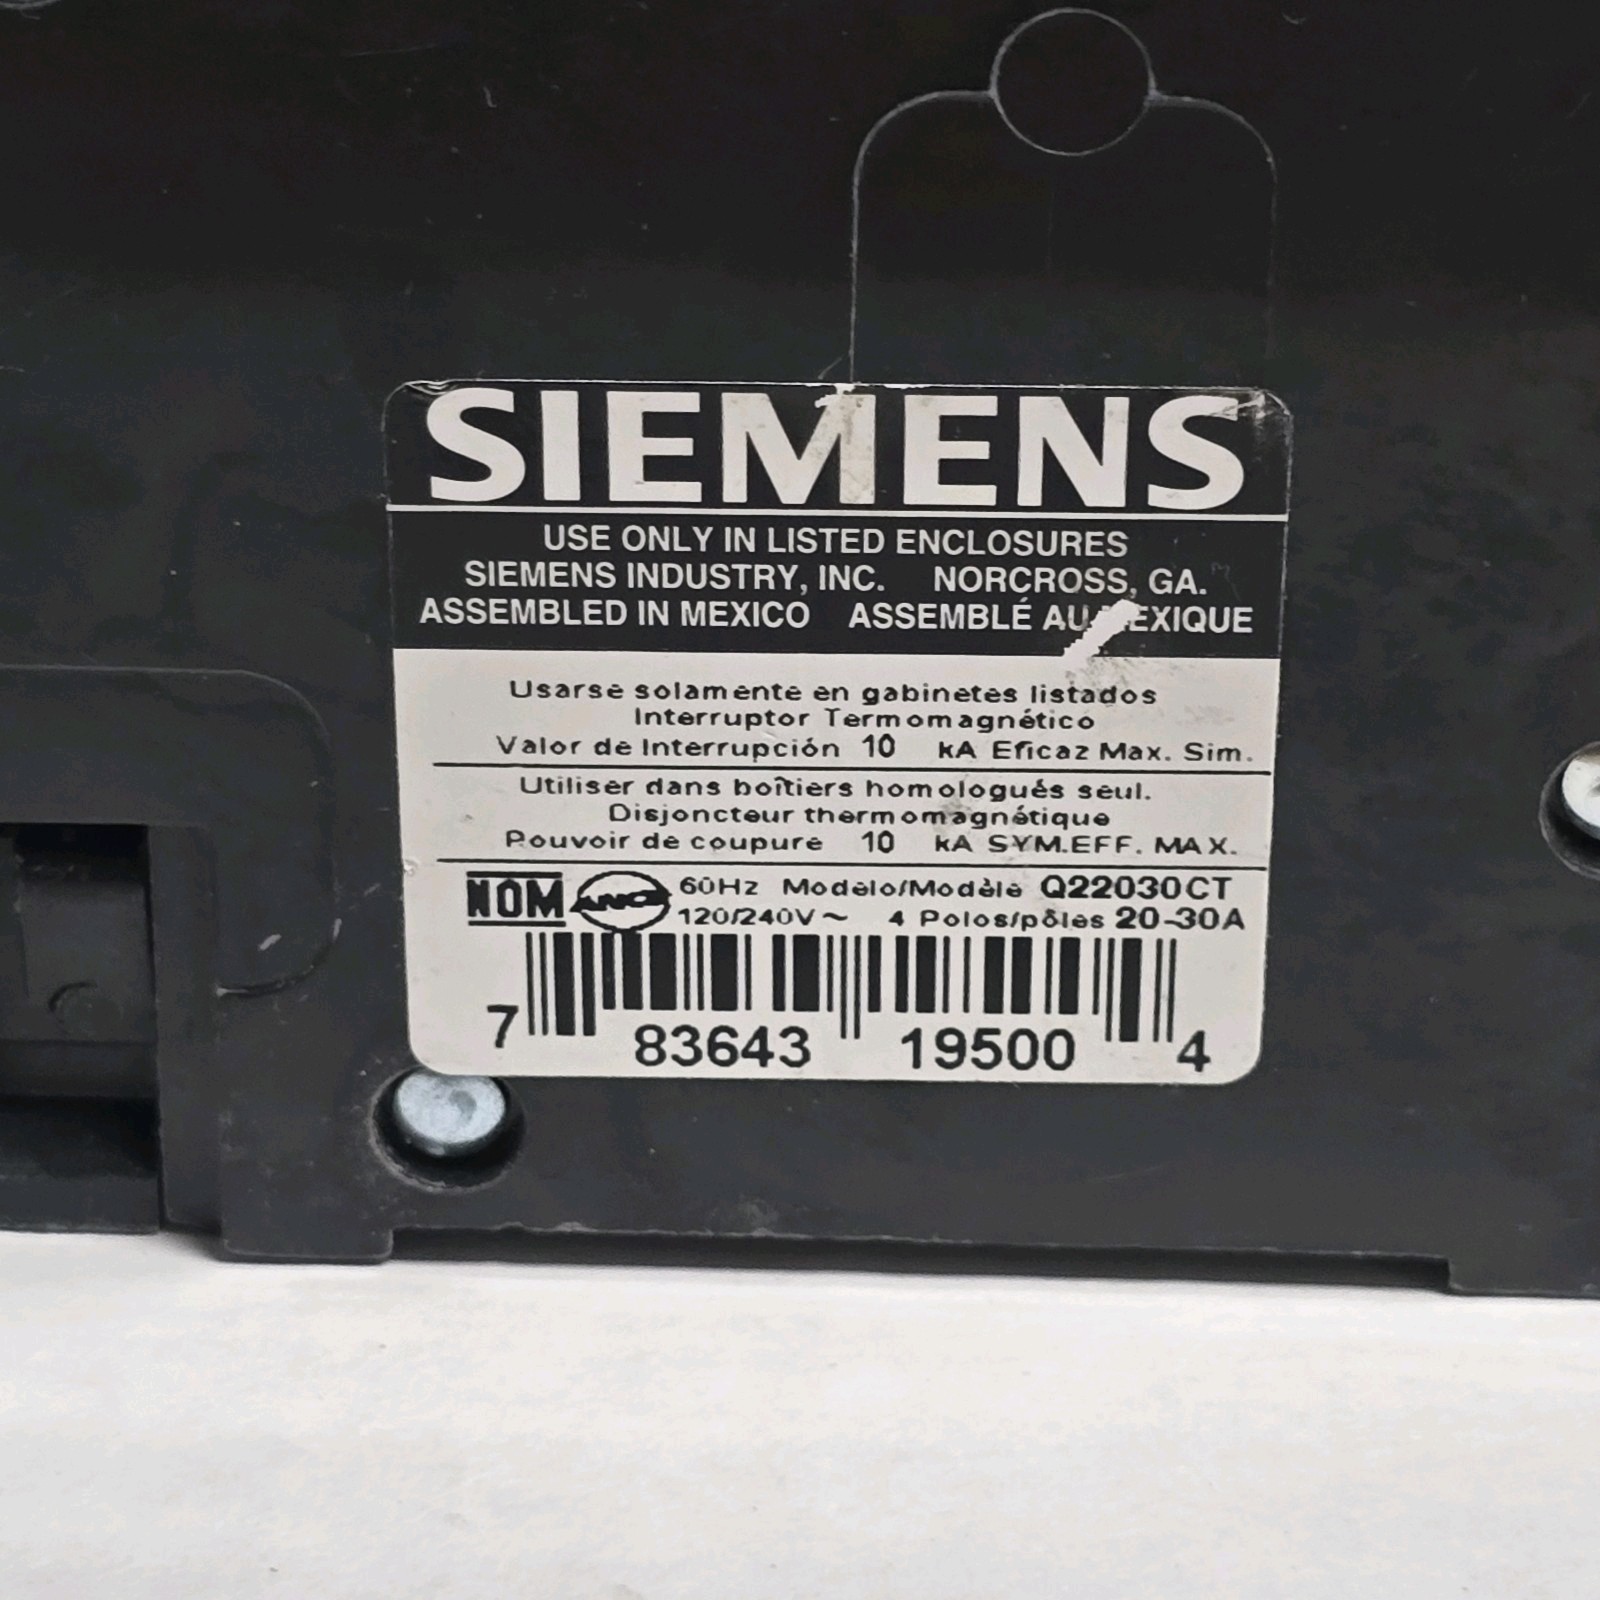 SIEMENS
USE ONLY IN LISTED ENCLOSURES
SIEMENS INDUSTRY, INC. NORCROSS, GA.
ASSEMBLED IN MEXICO ASSEMBLÉ AU MEXIQUE
Usarse solamente en gabinetes listados
Interruptor Termomagnético
Valor de Interrupción 10 kA Eficaz Max. Sim.
Utiliser dans boîtiers homologués seul.
Disjoncteur thermomagnétique
Pouvoir de coupure 10 kA SYM.EFF. MAX.
NOM ANCE 60Hz Modelo/Modèle Q22030CT
120/240V~ 4 Polos/pôles 20-30A
7 83643 19500 4